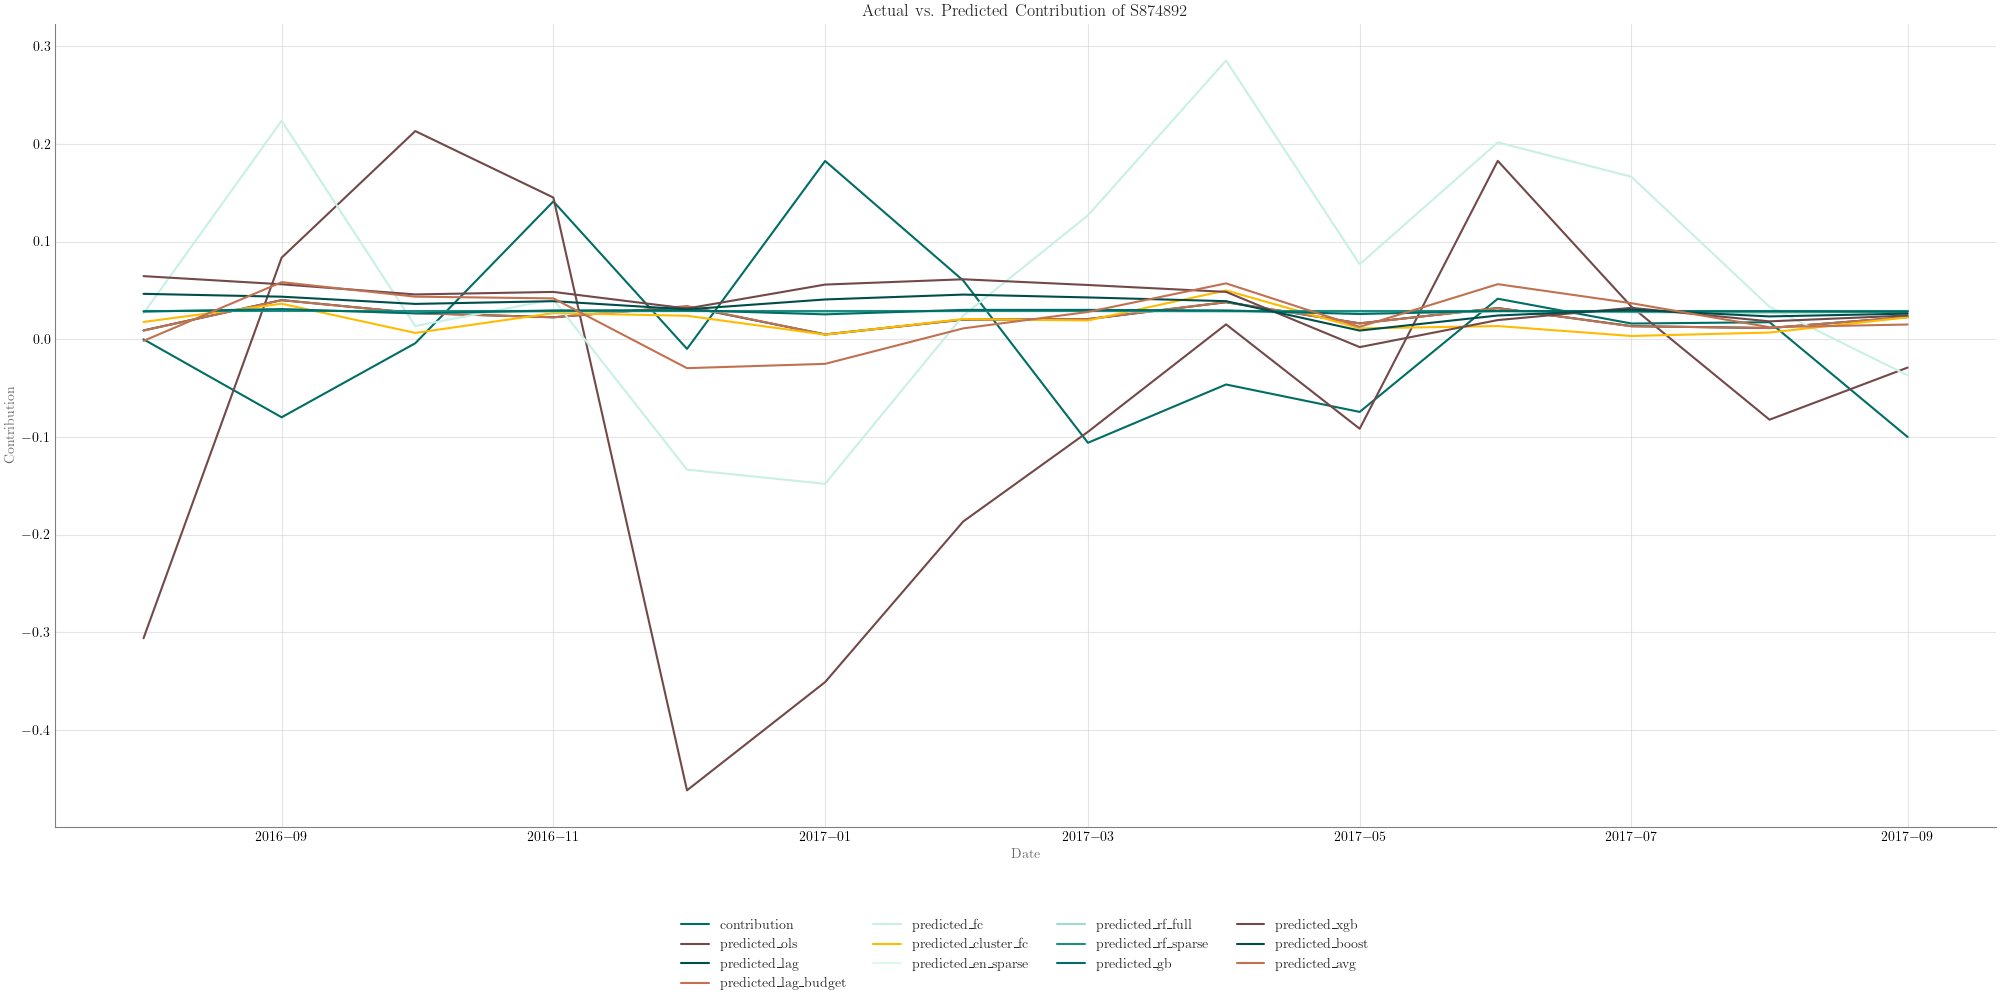 Actual vs. Predicted Contribution of S874892
0.3
0.2
0.1
0.0
−0.1
−0.2
−0.3
−0.4
Contribution
2016−09 2016−11 2017−01 2017−03 2017−05 2017−07 2017−09
Date
contribution predicted_fc predicted_rf_full predicted_xgb
predicted_ols predicted_cluster_fc predicted_rf_sparse predicted_boost
predicted_lag predicted_en_sparse predicted_gb predicted_avg
predicted_lag_budget